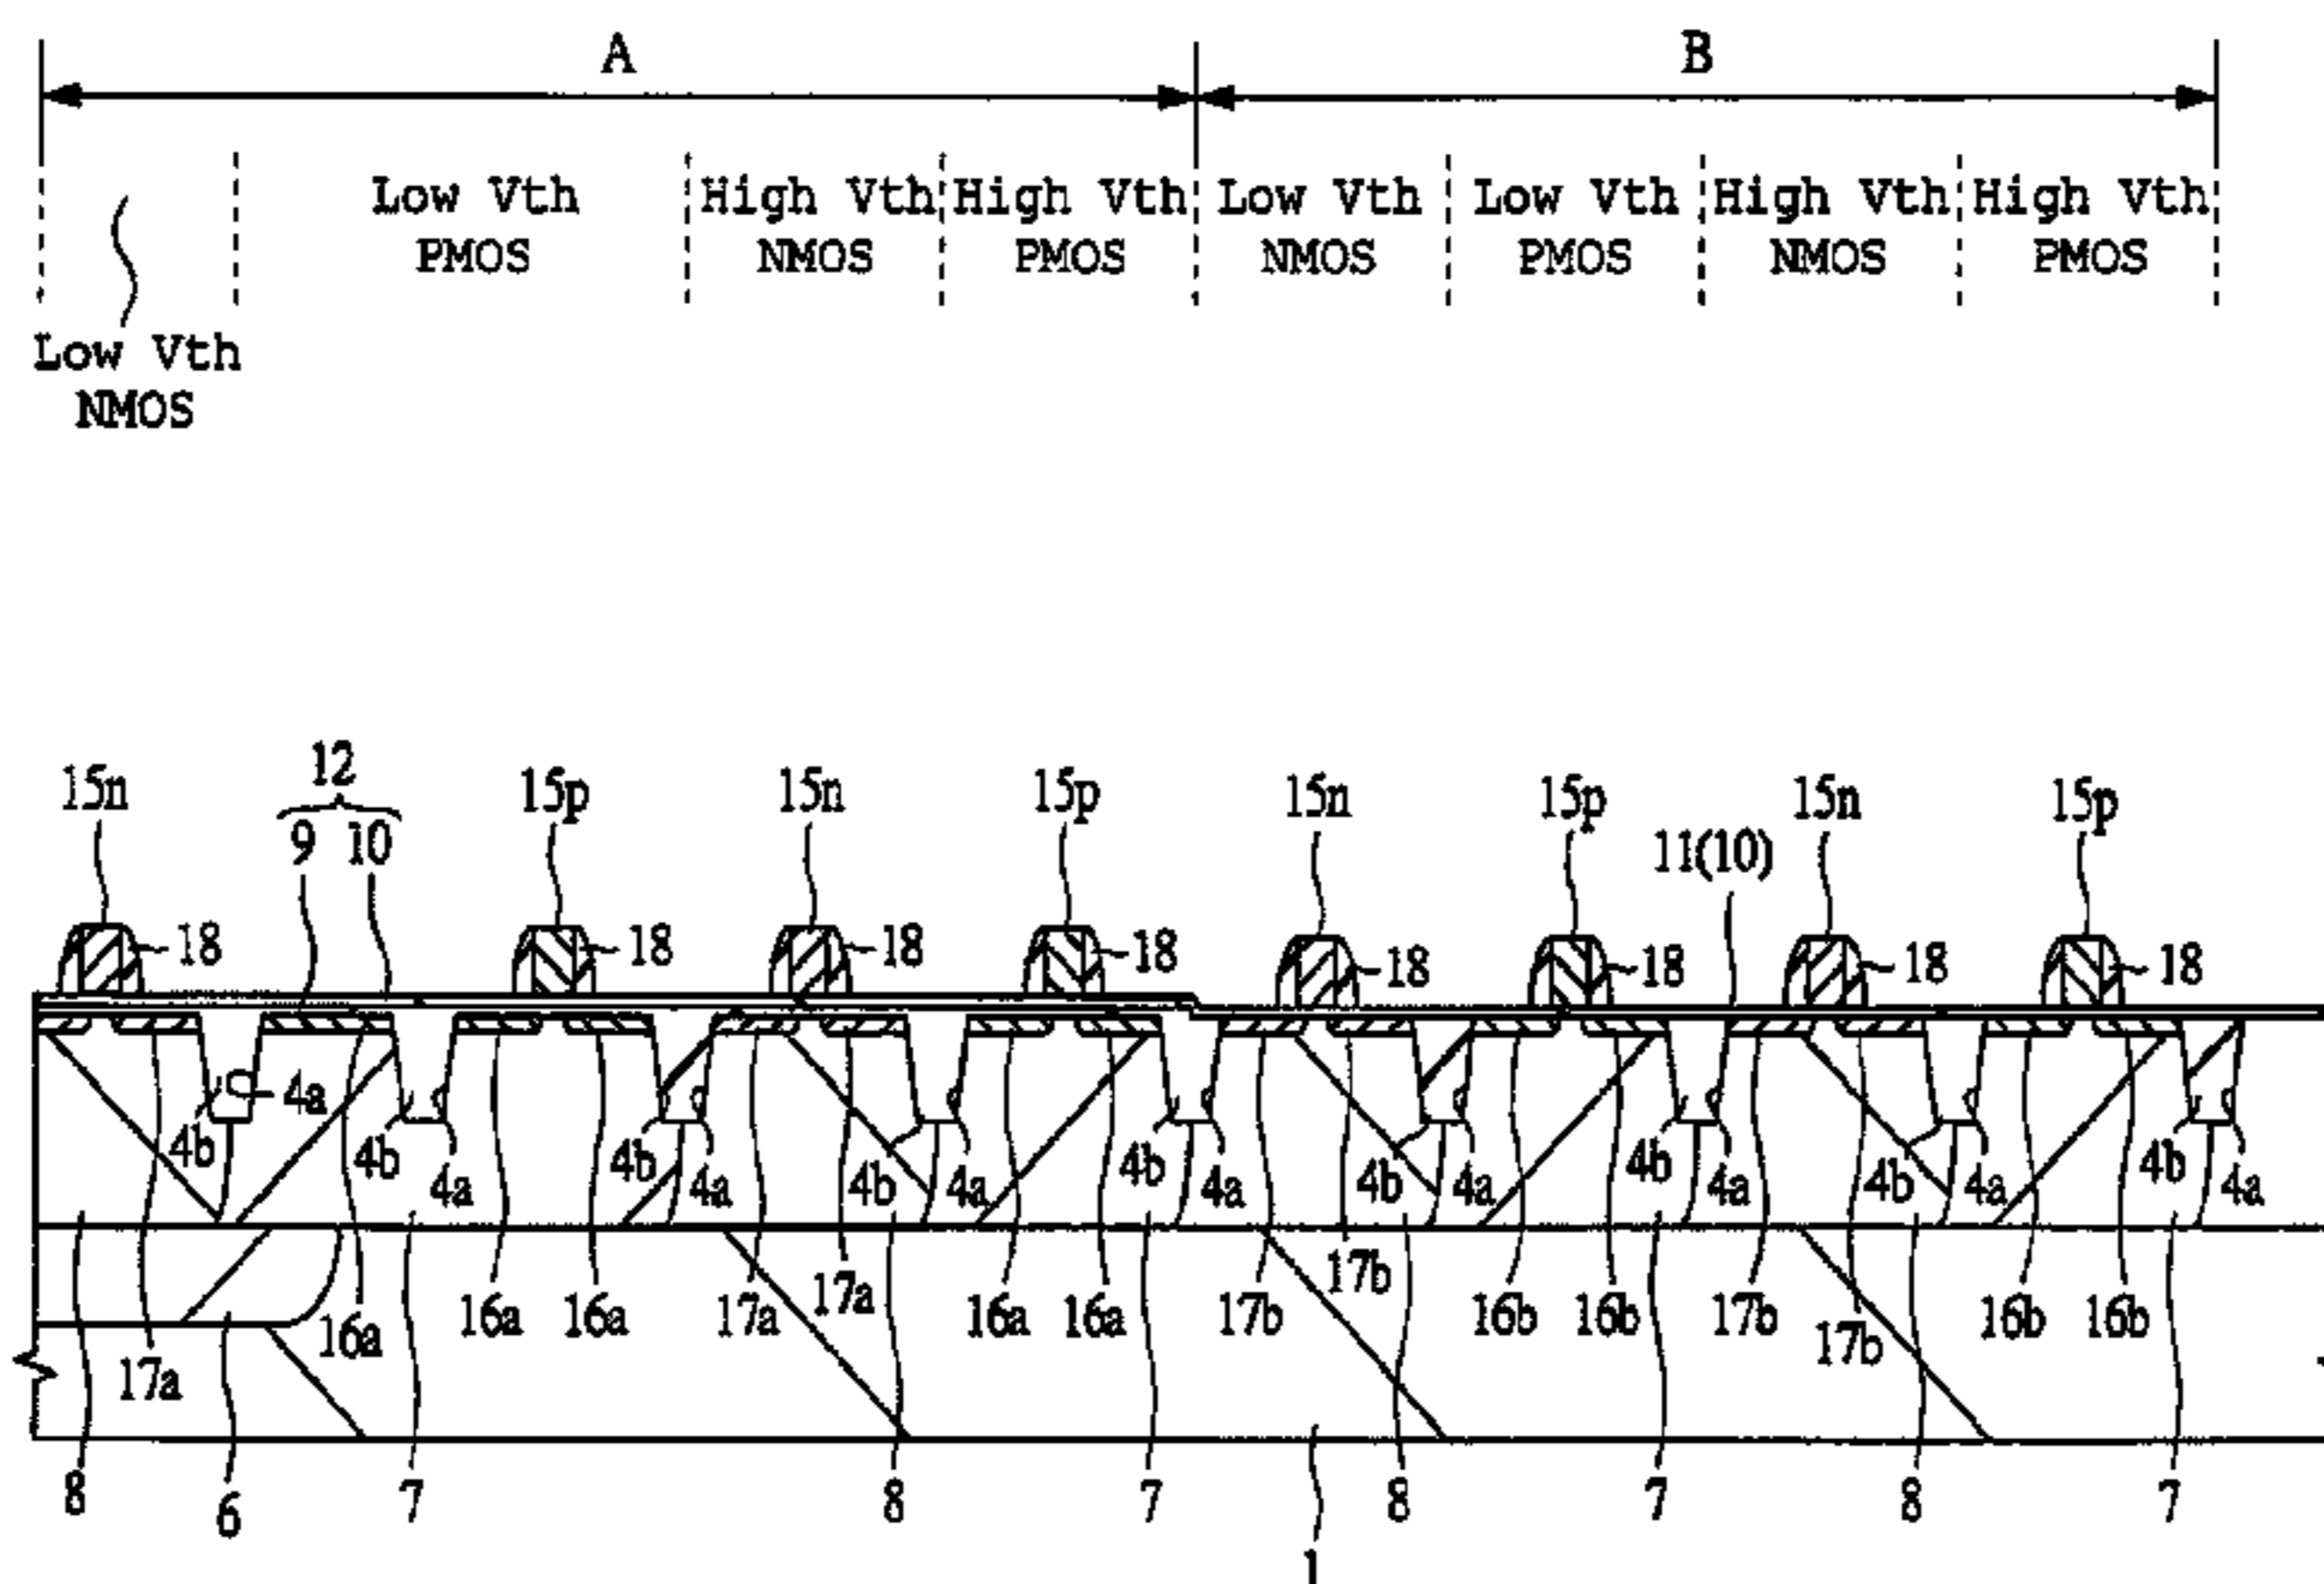 A B
Low Vth High Vth High Vth Low Vth Low Vth High Vth High Vth
PMOS NMOS PMOS NMOS PMOS NMOS PMOS
Low Vth
NMOS
12
15n 15p 15n 15p 15n 15p 15n 15p
9 10 11(10)
18 18 18 18 18 18 18 18
4a
4b 4b 4a 4b 4a 4b 4a 4b 4a 4b 4a 4b 4a 4b 4a 4b 4a
17a 17b
16a 16a 16a 17a 16a 16a 17b 16b 16b 17b 17b 16b 16b
17a
8 6 7 8 7 8 7 8 7
1